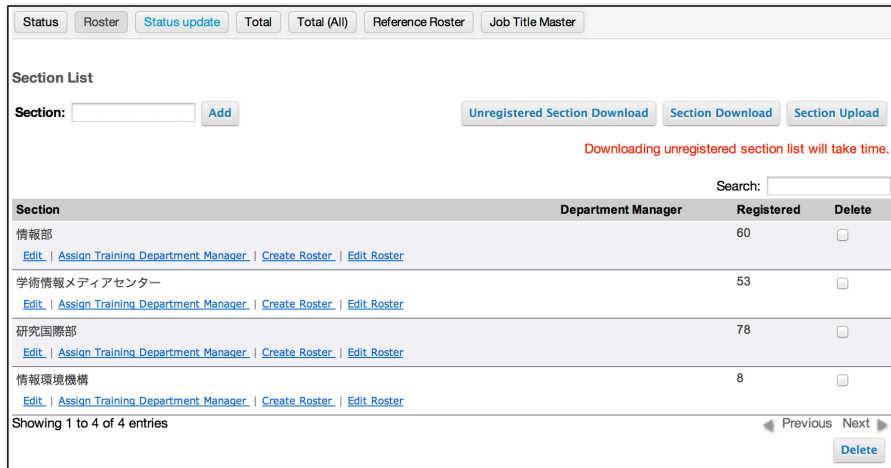 Status Roster Status update Total Total (All) Reference Roster Job Title Master
Section List
Section: Add Unregistered Section Download Section Download Section Upload
Downloading unregistered section list will take time.
Search:
Section Department Manager Registered Delete
情報部 60
Edit | Assign Training Department Manager | Create Roster | Edit Roster
学術情報メディアセンター 53
Edit | Assign Training Department Manager | Create Roster | Edit Roster
研究国際部 78
Edit | Assign Training Department Manager | Create Roster | Edit Roster
情報環境機構 8
Edit | Assign Training Department Manager | Create Roster | Edit Roster
Showing 1 to 4 of 4 entries Previous Next
Delete